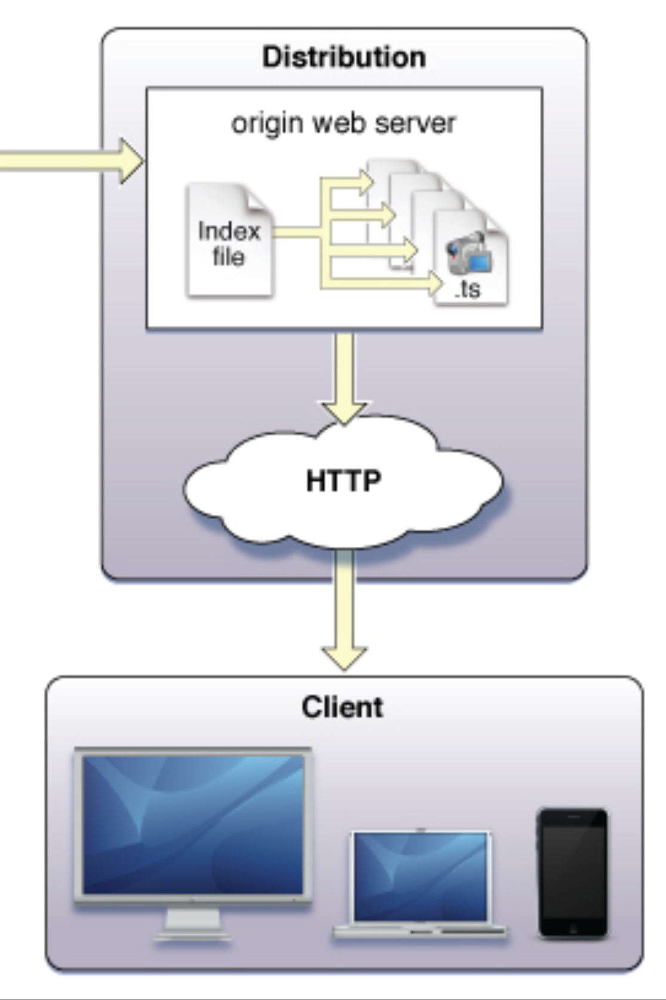 Distribution
origin web server
Index
file
.ts
HTTP
Client